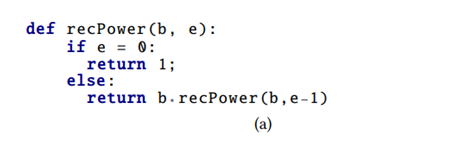 def recPower(b, e):
    if e = 0:
      return 1;
    else:
      return b·recPower(b,e-1)
(a)